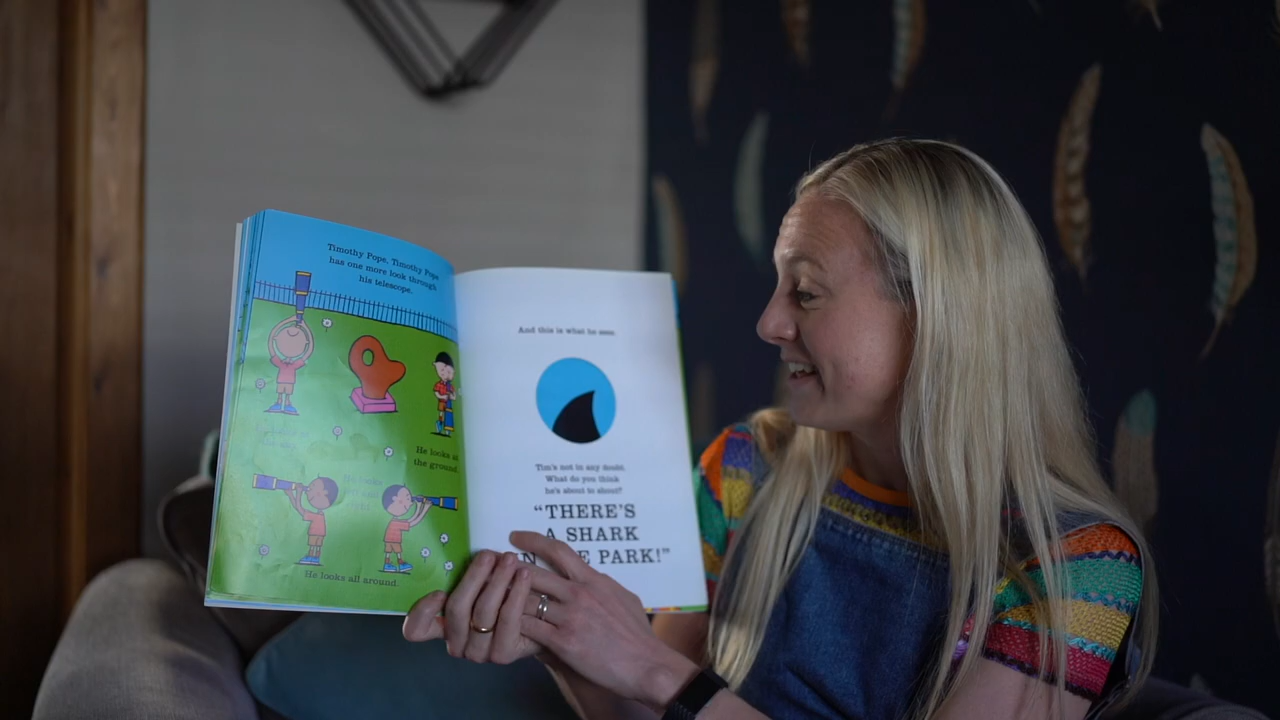 Timothy Pope, Timothy Pope
has one more look through
his telescope.
He looks at
the ground.
He looks all around.
And this is what he sees.
Tim's not in any doubt.
What do you think
he's about to shout?
"THERE'S
A SHARK
PARK!"